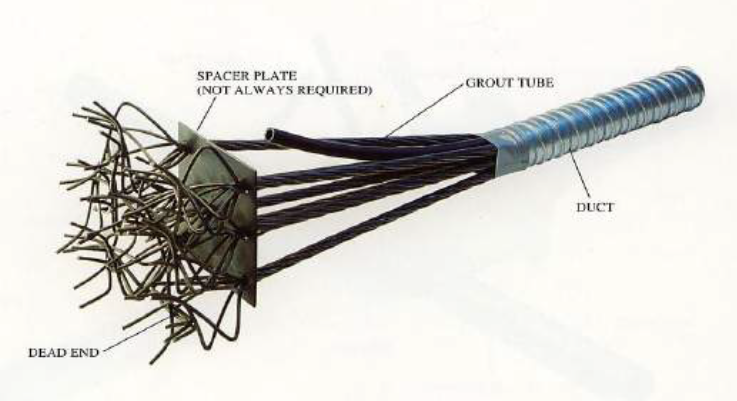 SPACER PLATE
(NOT ALWAYS REQUIRED)
GROUT TUBE
DUCT
DEAD END